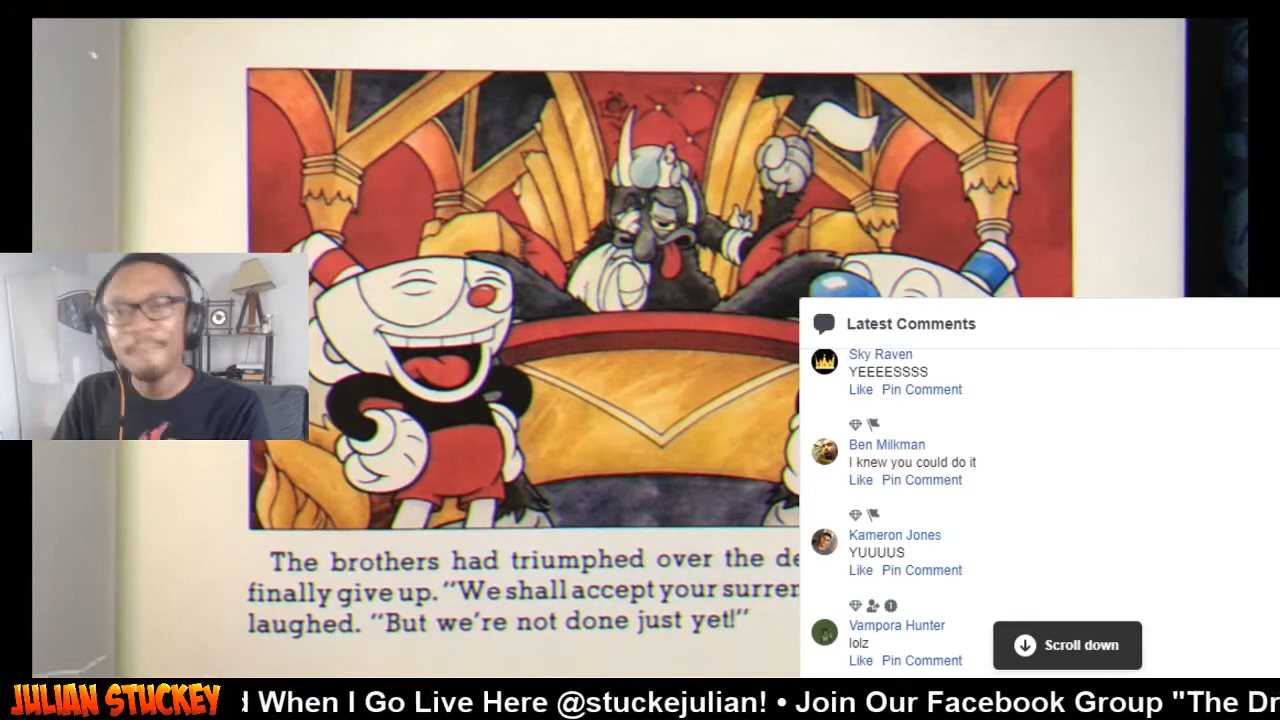 The brothers had triumphed over the de
finally give up. “We shall accept your surren
laughed. “But we’re not done just yet!”
Latest Comments
Sky Raven
YEEEESSSS
Like Pin Comment
Ben Milkman
I knew you could do it
Like Pin Comment
Kameron Jones
YUUUUS
Like Pin Comment
1
Vampora Hunter
lolz
Like Pin Comment
Scroll down
JULIAN STUCKEY
d When I Go Live Here @stuckejulian! • Join Our Facebook Group "The Dr